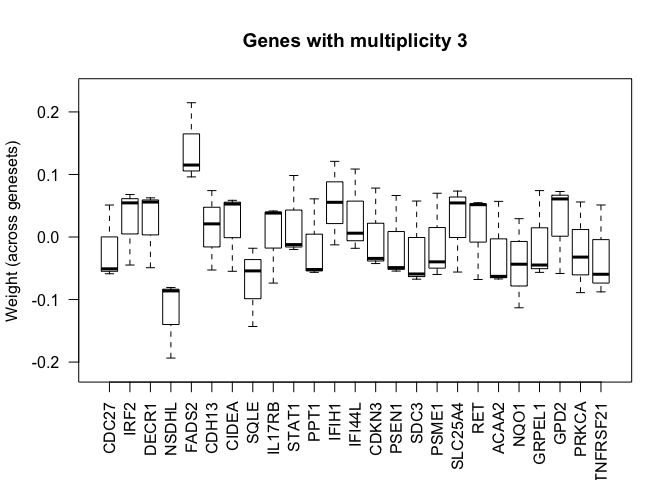 Genes with multiplicity 3
Weight (across genesets)
0.2
0.1
0.0
-0.1
-0.2
CDC27
IRF2
DECR1
NSDHL
FADS2
CDH13
CIDEA
SQLE
IL17RB
STAT1
PPT1
IFIH1
IFI44L
CDKN3
PSEN1
SDC3
PSME1
SLC25A4
RET
ACAA2
NQO1
GRPEL1
GPD2
PRKCA
TNFRSF21